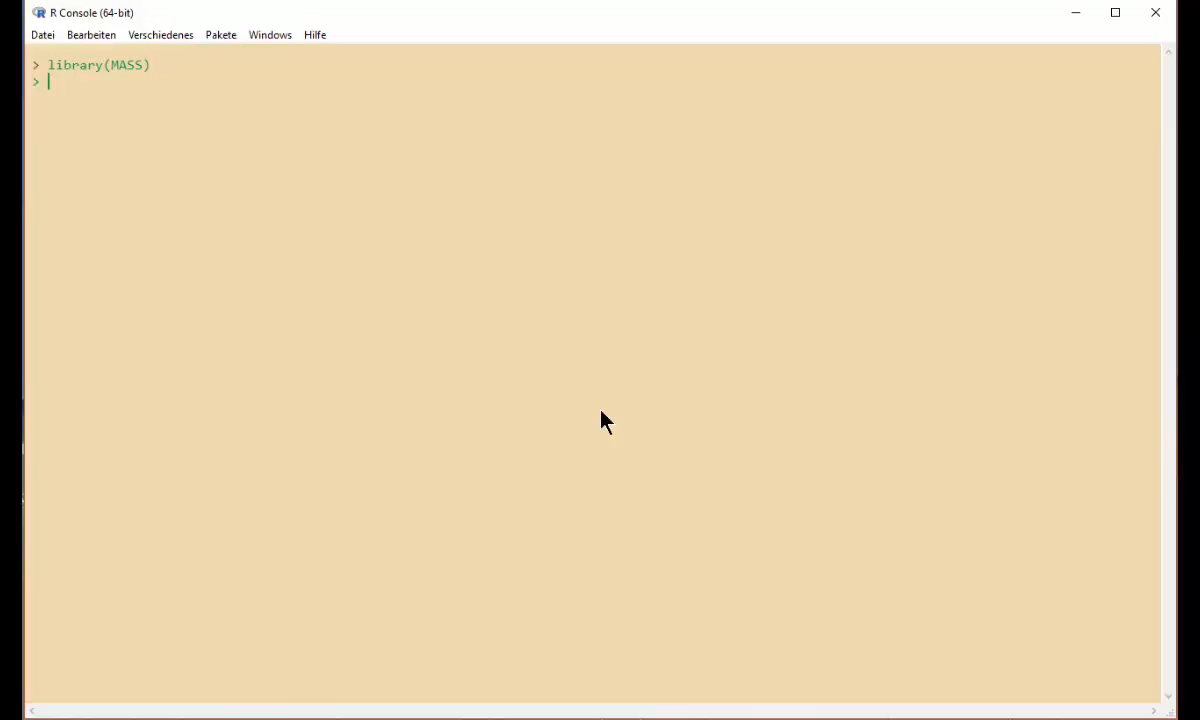 R Console (64-bit)
Datei Bearbeiten Verschiedenes Pakete Windows Hilfe
> library(MASS)
>